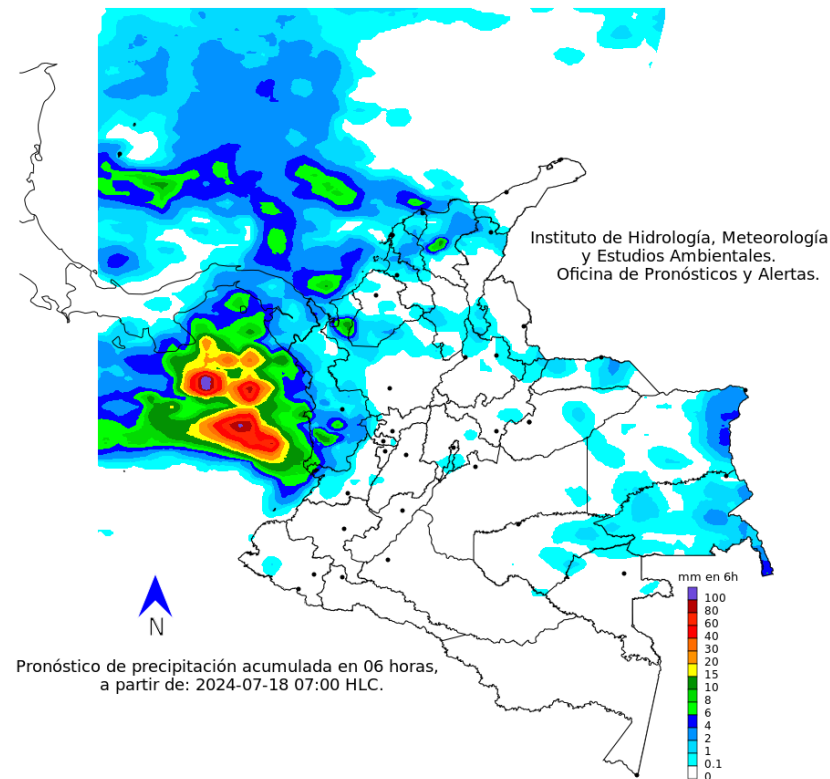 Instituto de Hidrología, Meteorología
y Estudios Ambientales.
Oficina de Pronósticos y Alertas.
mm en 6h
100
80
60
40
30
20
15
10
8
6
4
2
1
0.1
0
N
Pronóstico de precipitación acumulada en 06 horas,
a partir de: 2024-07-18 07:00 HLC.